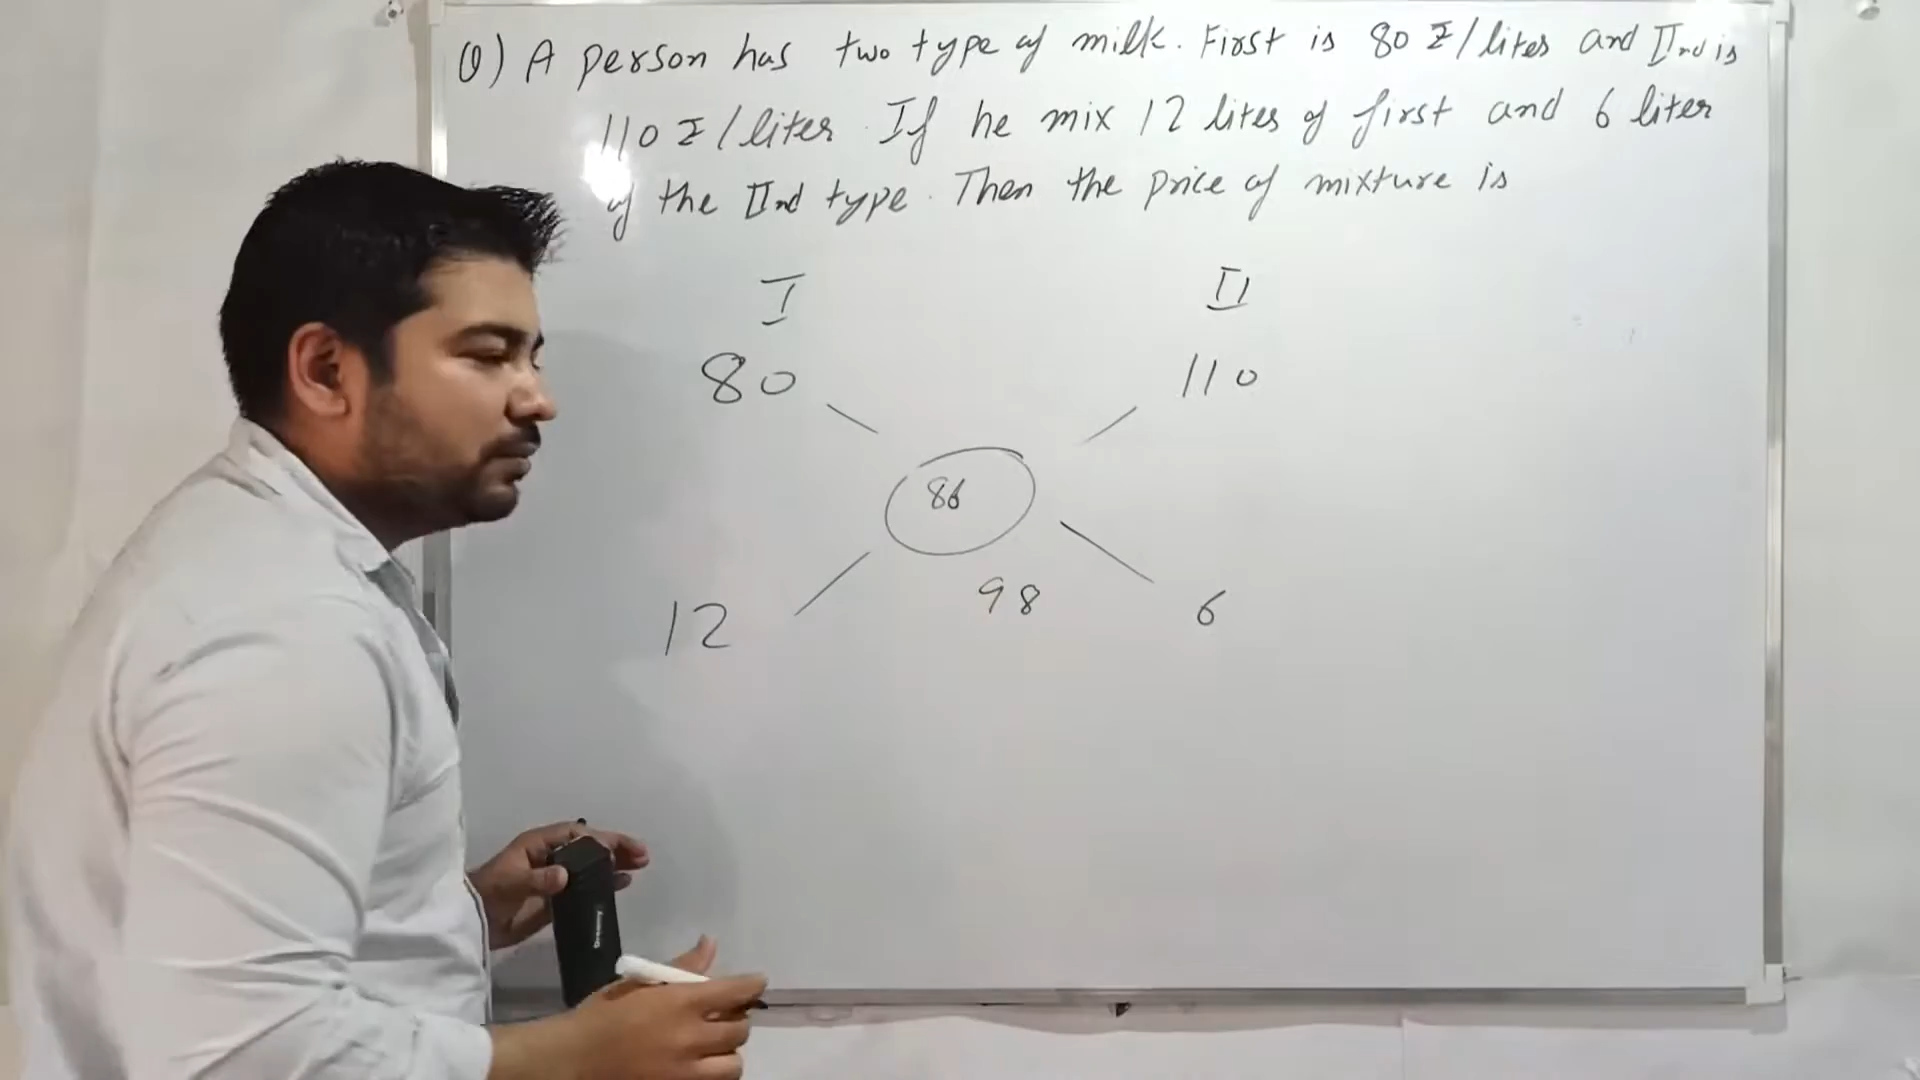 Q) A person has two type of milk. First is 80 ₹/liter and IInd is
110 ₹/liter. If he mix 12 liter of first and 6 liter
of the IInd type. Then the price of mixture is
I II
80 110
86
98
12 6